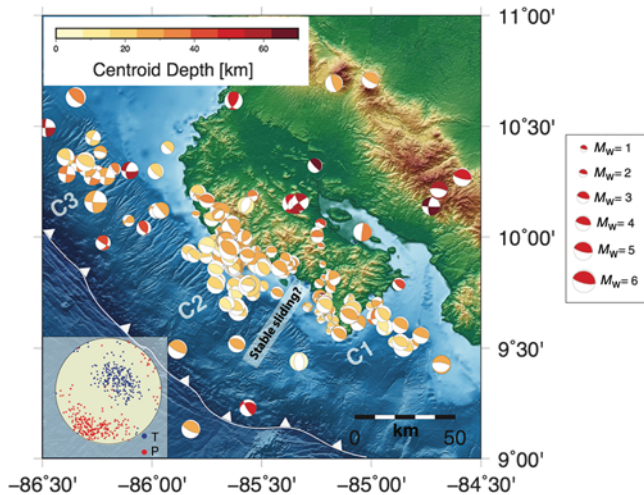 0 20 40 60
Centroid Depth [km]
11°00'
10°30'
10°00'
9°30'
9°00'
C3
C2
C1
Stable sliding?
T
P
km
0 50
−86°30' −86°00' −85°30' −85°00' −84°30'
Mw= 1
Mw= 2
Mw= 3
Mw= 4
Mw= 5
Mw= 6